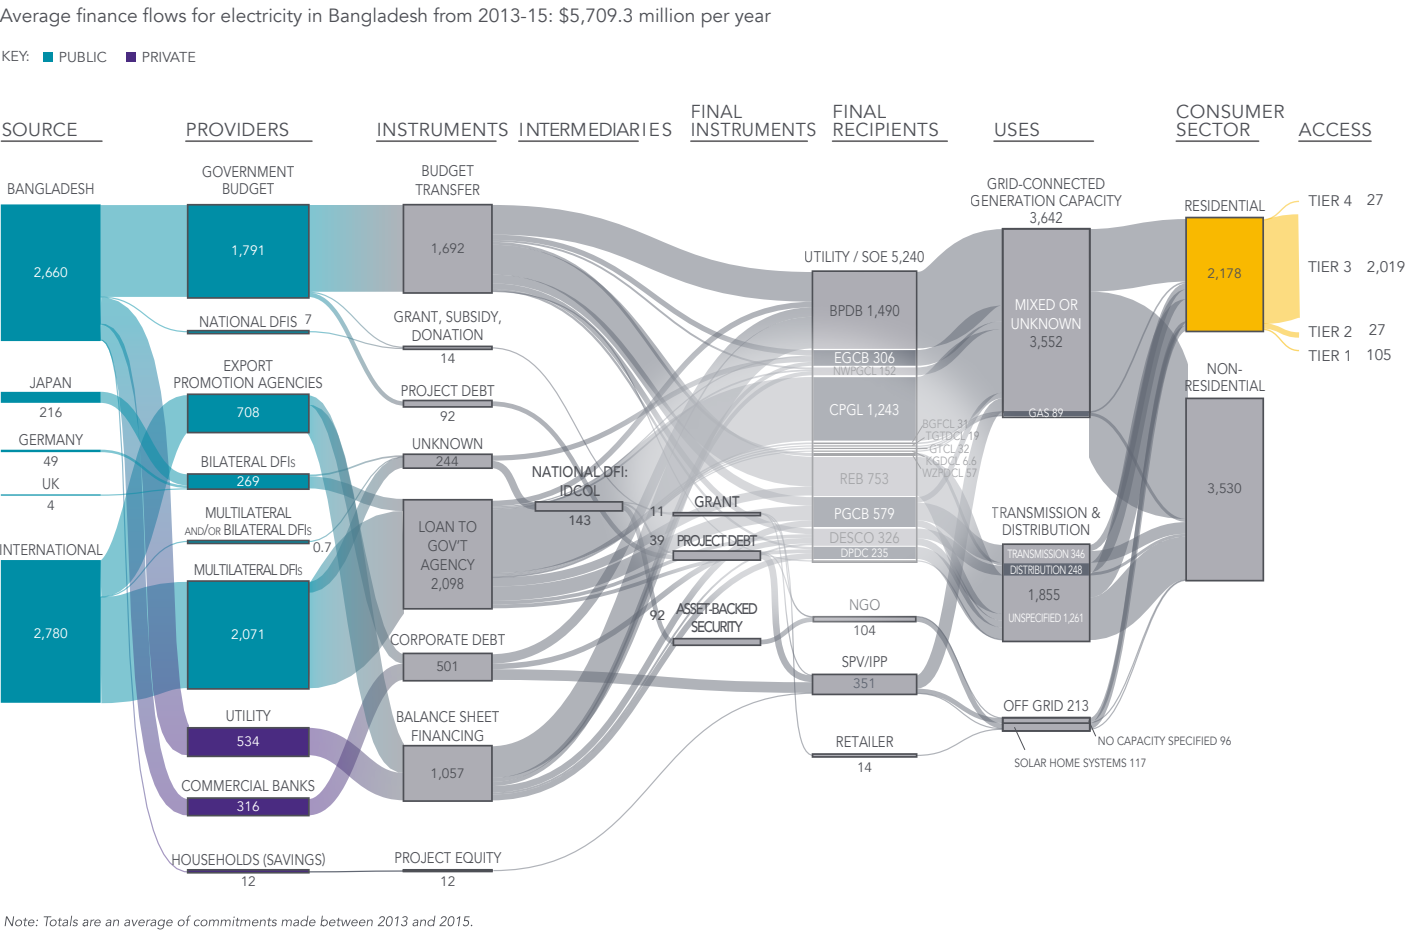 Average finance flows for electricity in Bangladesh from 2013-15: $5,709.3 million per year
KEY: PUBLIC PRIVATE
SOURCE
PROVIDERS
INSTRUMENTS
INTERMEDIARIES
FINAL
INSTRUMENTS
FINAL
RECIPIENTS
USES
CONSUMER
SECTOR
ACCESS
BANGLADESH
2,660
JAPAN
216
GERMANY
49
UK
4
INTERNATIONAL
2,780
GOVERNMENT
BUDGET
1,791
NATIONAL DFIS 7
EXPORT
PROMOTION AGENCIES
708
BILATERAL DFIs
269
MULTILATERAL
AND/OR BILATERAL DFIs
0.7
MULTILATERAL DFIs
2,071
UTILITY
534
COMMERCIAL BANKS
316
HOUSEHOLDS (SAVINGS)
12
BUDGET
TRANSFER
1,692
GRANT, SUBSIDY,
DONATION
14
PROJECT DEBT
92
UNKNOWN
244
LOAN TO
GOV'T
AGENCY
2,098
CORPORATE DEBT
501
BALANCE SHEET
FINANCING
1,057
PROJECT EQUITY
12
NATIONAL DFI:
IDCOL
143
GRANT
11
PROJECT DEBT
39
ASSET-BACKED
SECURITY
92
UTILITY / SOE 5,240
BPDB 1,490
EGCB 306
NWPGCL 152
CPGL 1,243
BGFCL 31
TGTDCL 19
GTCL 32
KGDCL 6.6
WZPDCL 57
REB 753
PGCB 579
DESCO 326
DPDC 235
NGO
104
SPV/IPP
351
RETAILER
14
GRID-CONNECTED
GENERATION CAPACITY
3,642
MIXED OR
UNKNOWN
3,552
GAS 89
TRANSMISSION &
DISTRIBUTION
TRANSMISSION 346
DISTRIBUTION 248
1,855
UNSPECIFIED 1,261
OFF GRID 213
NO CAPACITY SPECIFIED 96
SOLAR HOME SYSTEMS 117
RESIDENTIAL
2,178
NON-
RESIDENTIAL
3,530
TIER 4 27
TIER 3 2,019
TIER 2 27
TIER 1 105
Note: Totals are an average of commitments made between 2013 and 2015.